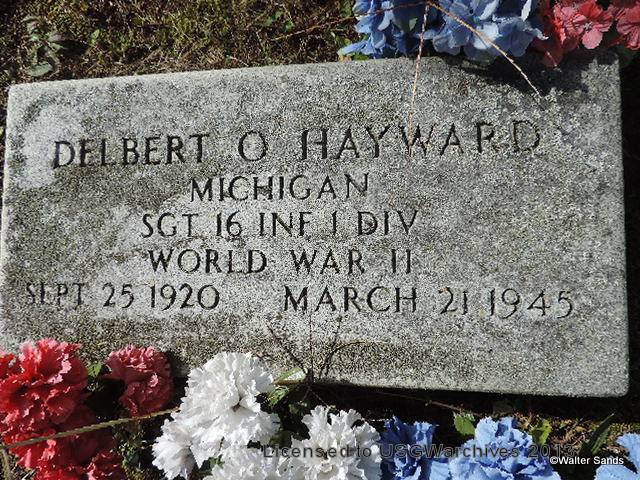 DELBERT O HAYWARD
MICHIGAN
SGT 16 INF 1 DIV
WORLD WAR II
SEPT 25 1920 MARCH 21 1945
Licensed to USGWarchives 2013
©Walter Sands